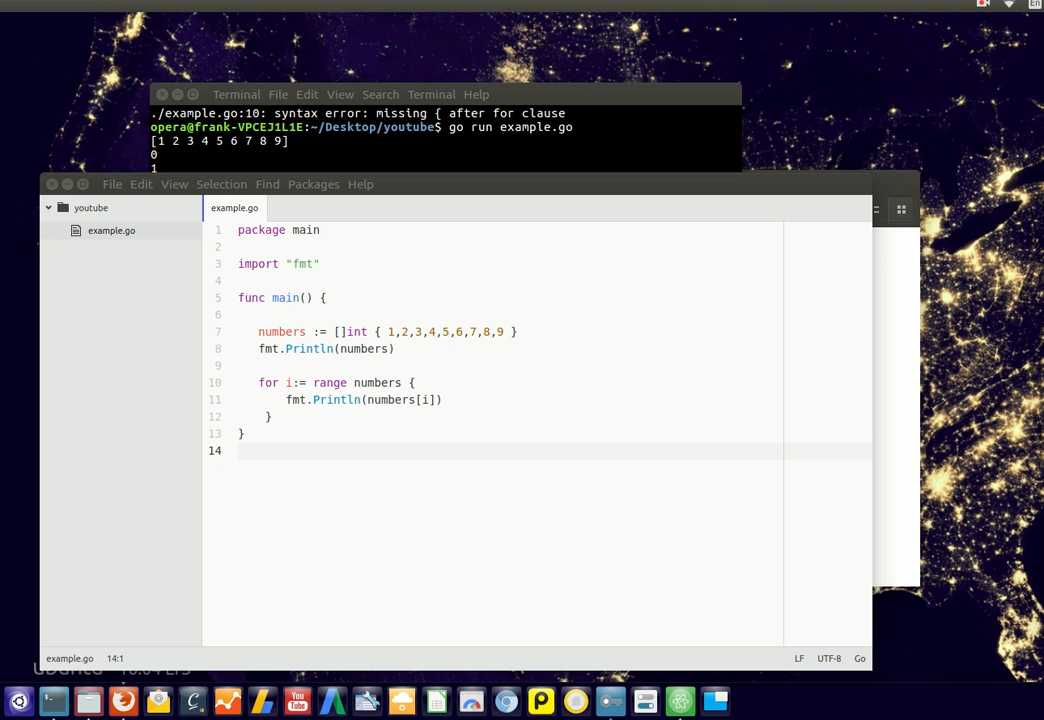 En
Terminal File Edit View Search Terminal Help
./example.go:10: syntax error: missing { after for clause
opera@frank-VPCEJ1L1E:~/Desktop/youtube$ go run example.go
[1 2 3 4 5 6 7 8 9]
0
1
File Edit View Selection Find Packages Help
youtube
example.go
example.go
1 package main
2
3 import "fmt"
4
5 func main() {
6
7 numbers := []int { 1,2,3,4,5,6,7,8,9 }
8 fmt.Println(numbers)
9
10 for i:= range numbers {
11 fmt.Println(numbers[i])
12 }
13 }
14
example.go 14:1 LF UTF-8 Go
You Tube